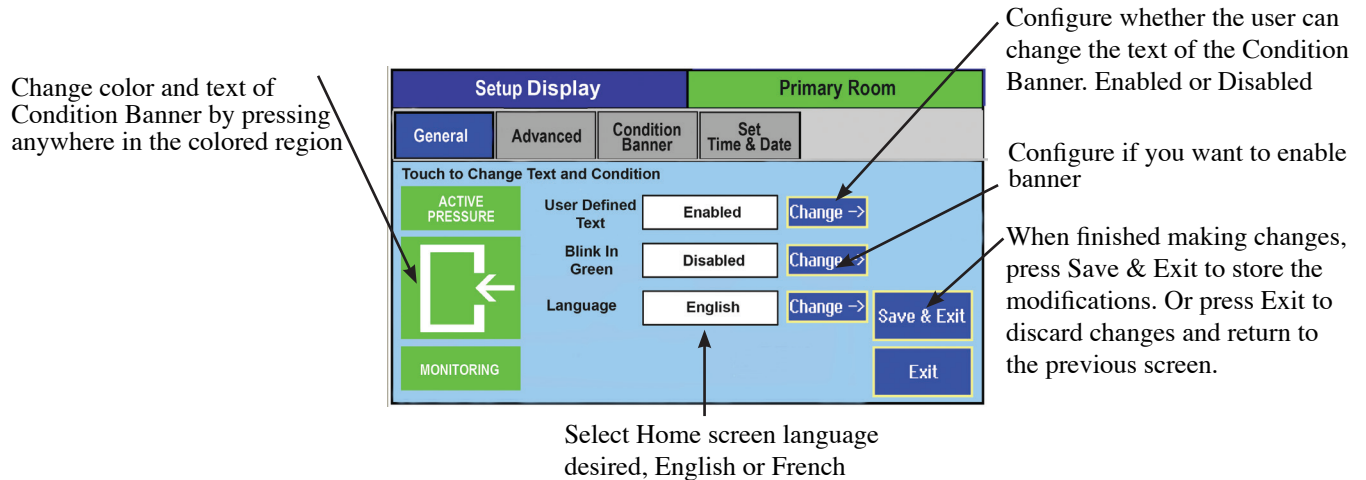 Configure whether the user can
change the text of the Condition
Banner. Enabled or Disabled
Change color and text of
Condition Banner by pressing
anywhere in the colored region
Setup Display
Primary Room
General
Advanced
Condition
Banner
Set
Time & Date
Configure if you want to enable
banner
Touch to Change Text and Condition
ACTIVE
PRESSURE
User Defined
Text
Enabled
Change ->
Blink In
Green
Disabled
Change ->
Language
English
Change ->
Save & Exit
MONITORING
Exit
When finished making changes,
press Save & Exit to store the
modifications. Or press Exit to
discard changes and return to
the previous screen.
Select Home screen language
desired, English or French